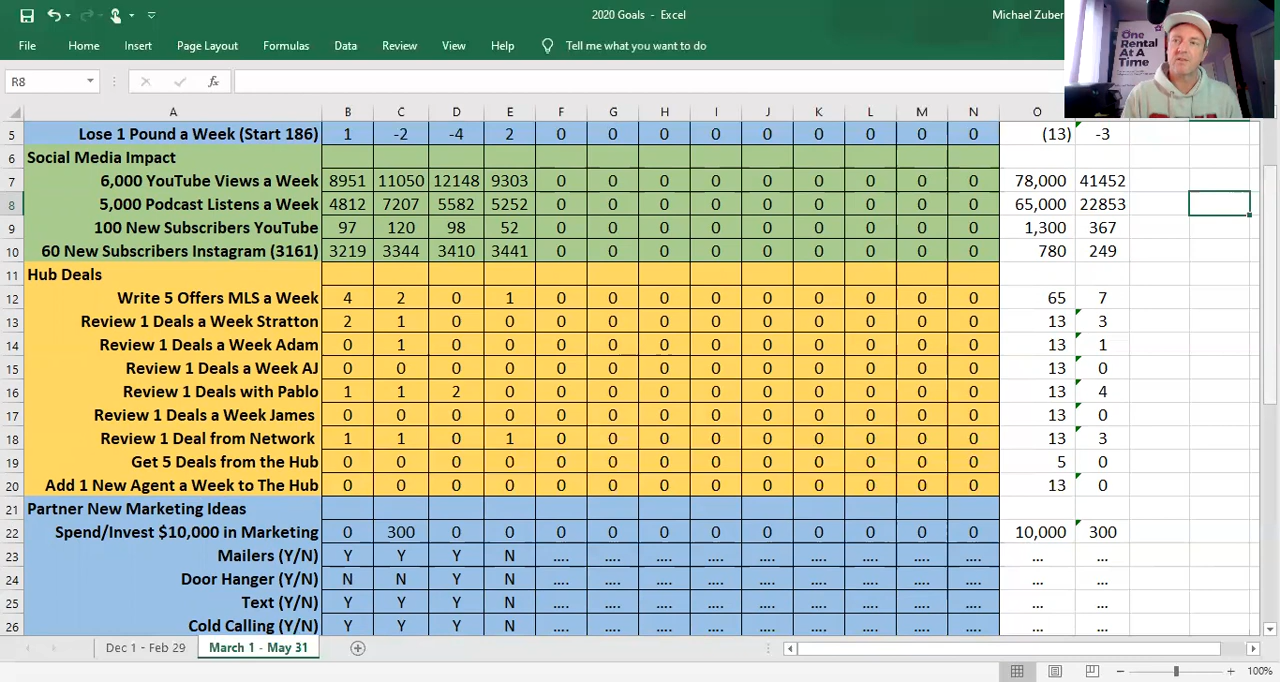 2020 Goals - Excel
Michael Zuber
File Home Insert Page Layout Formulas Data Review View Help Tell me what you want to do
One
Rental
At A
Time
R8 fx
A B C D E F G H I J K L M N O
5 Lose 1 Pound a Week (Start 186) 1 -2 -4 2 0 0 0 0 0 0 0 0 0 (13) -3
6 Social Media Impact
7 6,000 YouTube Views a Week 8951 11050 12148 9303 0 0 0 0 0 0 0 0 0 78,000 41452
8 5,000 Podcast Listens a Week 4812 7207 5582 5252 0 0 0 0 0 0 0 0 0 65,000 22853
9 100 New Subscribers YouTube 97 120 98 52 0 0 0 0 0 0 0 0 0 1,300 367
10 60 New Subscribers Instagram (3161) 3219 3344 3410 3441 0 0 0 0 0 0 0 0 0 780 249
11 Hub Deals
12 Write 5 Offers MLS a Week 4 2 0 1 0 0 0 0 0 0 0 0 0 65 7
13 Review 1 Deals a Week Stratton 2 1 0 0 0 0 0 0 0 0 0 0 0 13 3
14 Review 1 Deals a Week Adam 0 1 0 0 0 0 0 0 0 0 0 0 0 13 1
15 Review 1 Deals a Week AJ 0 0 0 0 0 0 0 0 0 0 0 0 0 13 0
16 Review 1 Deals with Pablo 1 1 2 0 0 0 0 0 0 0 0 0 0 13 4
17 Review 1 Deals a Week James 0 0 0 0 0 0 0 0 0 0 0 0 0 13 0
18 Review 1 Deal from Network 1 1 0 1 0 0 0 0 0 0 0 0 0 13 3
19 Get 5 Deals from the Hub 0 0 0 0 0 0 0 0 0 0 0 0 0 5 0
20 Add 1 New Agent a Week to The Hub 0 0 0 0 0 0 0 0 0 0 0 0 0 13 0
21 Partner New Marketing Ideas
22 Spend/Invest $10,000 in Marketing 0 300 0 0 0 0 0 0 0 0 0 0 0 10,000 300
23 Mailers (Y/N) Y Y Y N .... .... .... .... .... .... .... .... .... ... ...
24 Door Hanger (Y/N) N N Y N .... .... .... .... .... .... .... .... .... ... ...
25 Text (Y/N) Y Y Y N .... .... .... .... .... .... .... .... .... ... ...
26 Cold Calling (Y/N) Y Y Y N .... .... .... .... .... .... .... .... .... ... ...
Dec 1 - Feb 29 March 1 - May 31
100%